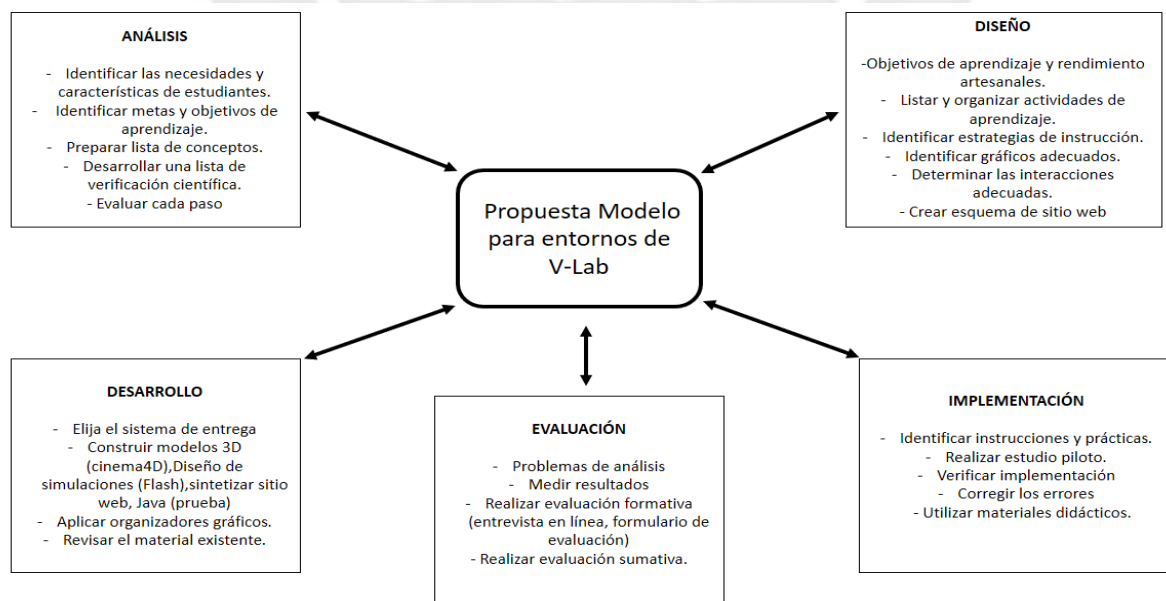 ANÁLISIS
- Identificar las necesidades y
características de estudiantes.
- Identificar metas y objetivos de
aprendizaje.
- Preparar lista de conceptos.
- Desarrollar una lista de
verificación científica.
- Evaluar cada paso
DISEÑO
-Objetivos de aprendizaje y rendimiento
artesanales.
- Listar y organizar actividades de
aprendizaje.
- Identificar estrategias de instrucción.
- Identificar gráficos adecuados.
- Determinar las interacciones
adecuadas.
- Crear esquema de sitio web
Propuesta Modelo
para entornos de
V-Lab
DESARROLLO
- Elija el sistema de entrega
- Construir modelos 3D
(cinema4D),Diseño de
simulaciones (Flash),sintetizar sitio
web, Java (prueba)
- Aplicar organizadores gráficos.
- Revisar el material existente.
EVALUACIÓN
- Problemas de análisis
- Medir resultados
- Realizar evaluación formativa
(entrevista en línea, formulario de
evaluación)
- Realizar evaluación sumativa.
IMPLEMENTACIÓN
- Identificar instrucciones y prácticas.
- Realizar estudio piloto.
- Verificar implementación
- Corregir los errores
- Utilizar materiales didácticos.